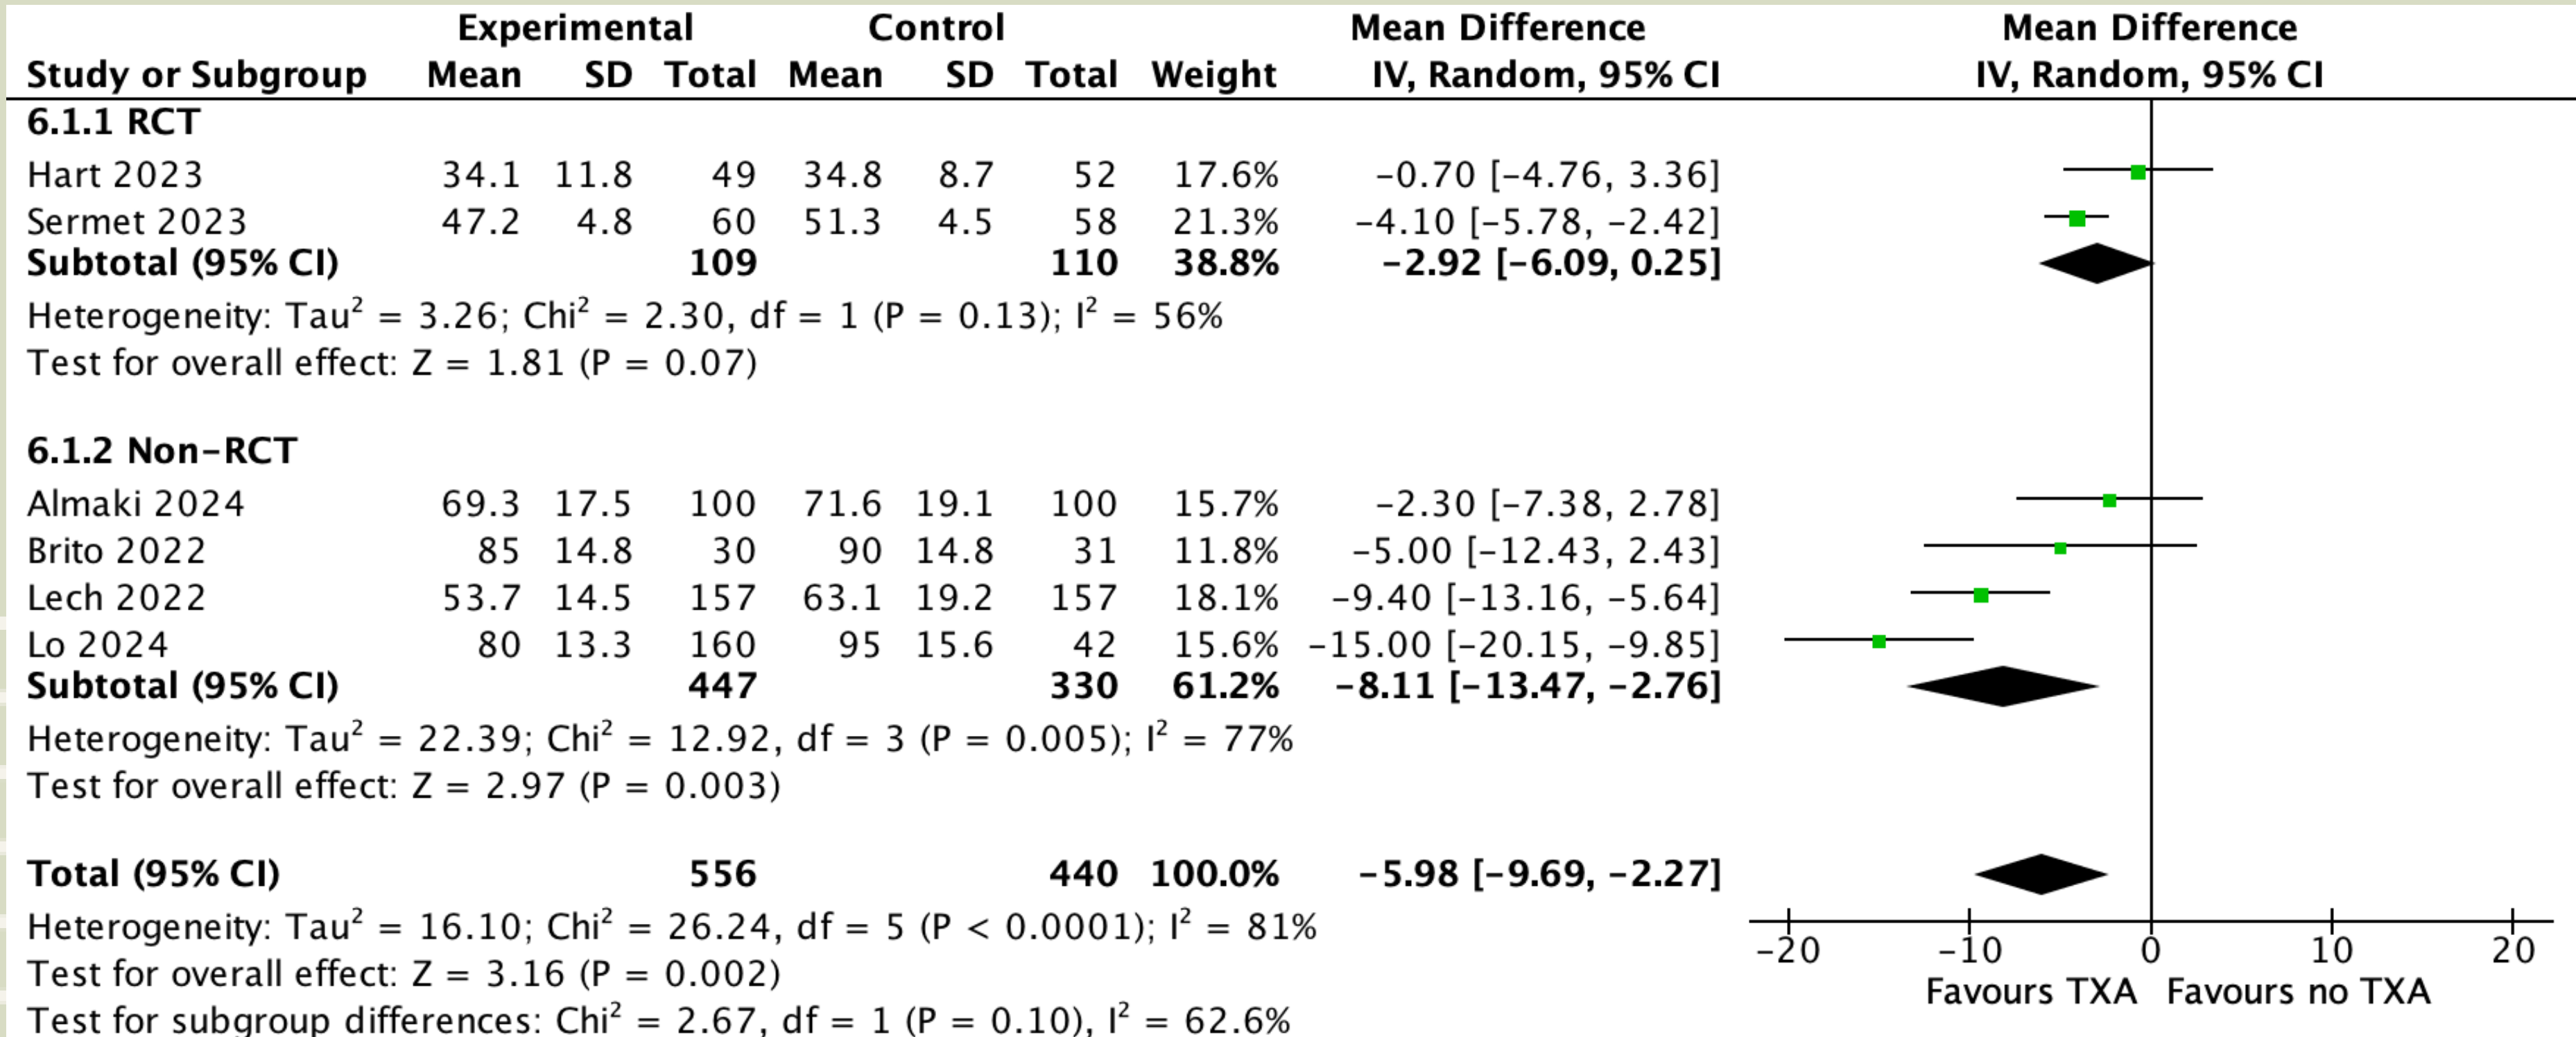 Experimental Control Mean Difference Mean Difference
Study or Subgroup Mean SD Total Mean SD Total Weight IV, Random, 95% CI IV, Random, 95% CI
6.1.1 RCT
Hart 2023 34.1 11.8 49 34.8 8.7 52 17.6% −0.70 [−4.76, 3.36]
Sermet 2023 47.2 4.8 60 51.3 4.5 58 21.3% −4.10 [−5.78, −2.42]
Subtotal (95% CI) 109 110 38.8% −2.92 [−6.09, 0.25]
Heterogeneity: Tau² = 3.26; Chi² = 2.30, df = 1 (P = 0.13); I² = 56%
Test for overall effect: Z = 1.81 (P = 0.07)
6.1.2 Non−RCT
Almaki 2024 69.3 17.5 100 71.6 19.1 100 15.7% −2.30 [−7.38, 2.78]
Brito 2022 85 14.8 30 90 14.8 31 11.8% −5.00 [−12.43, 2.43]
Lech 2022 53.7 14.5 157 63.1 19.2 157 18.1% −9.40 [−13.16, −5.64]
Lo 2024 80 13.3 160 95 15.6 42 15.6% −15.00 [−20.15, −9.85]
Subtotal (95% CI) 447 330 61.2% −8.11 [−13.47, −2.76]
Heterogeneity: Tau² = 22.39; Chi² = 12.92, df = 3 (P = 0.005); I² = 77%
Test for overall effect: Z = 2.97 (P = 0.003)
Total (95% CI) 556 440 100.0% −5.98 [−9.69, −2.27]
Heterogeneity: Tau² = 16.10; Chi² = 26.24, df = 5 (P < 0.0001); I² = 81%
Test for overall effect: Z = 3.16 (P = 0.002)
Test for subgroup differences: Chi² = 2.67, df = 1 (P = 0.10), I² = 62.6%
−20 −10 0 10 20
Favours TXA Favours no TXA